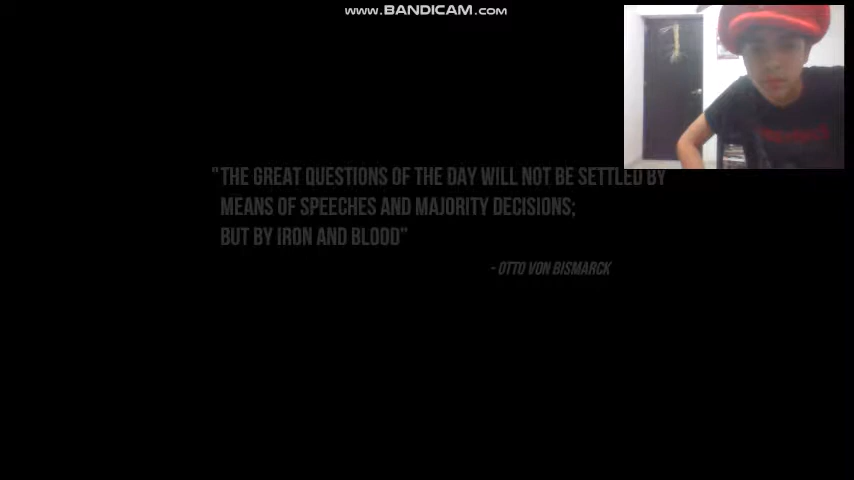 www.BANDICAM.com
"THE GREAT QUESTIONS OF THE DAY WILL NOT BE SETTLED BY
MEANS OF SPEECHES AND MAJORITY DECISIONS;
BUT BY IRON AND BLOOD"
- OTTO VON BISMARCK